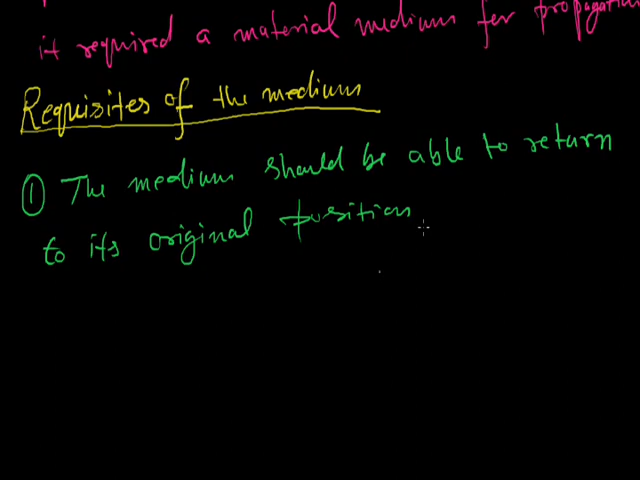 it required a material medium for propagation
Requisites of the medium
① The medium should be able to return
to its original position